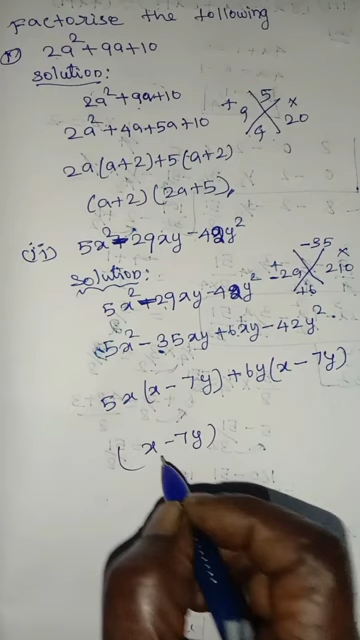 Factorise the following
(i) 2a²+9a+10
Solution:
2a²+9a+10
2a²+4a+5a+10
+ 9 5 4 × 20
2a(a+2)+5(a+2)
(a+2)(2a+5)
(ii) 5x²-29xy-42y²
Solution:
5x²-29xy-42y²
+ -29 -35 +6 × 210
5x²-35xy+6xy-42y².
5x(x-7y)+6y(x-7y)
(x-7y)